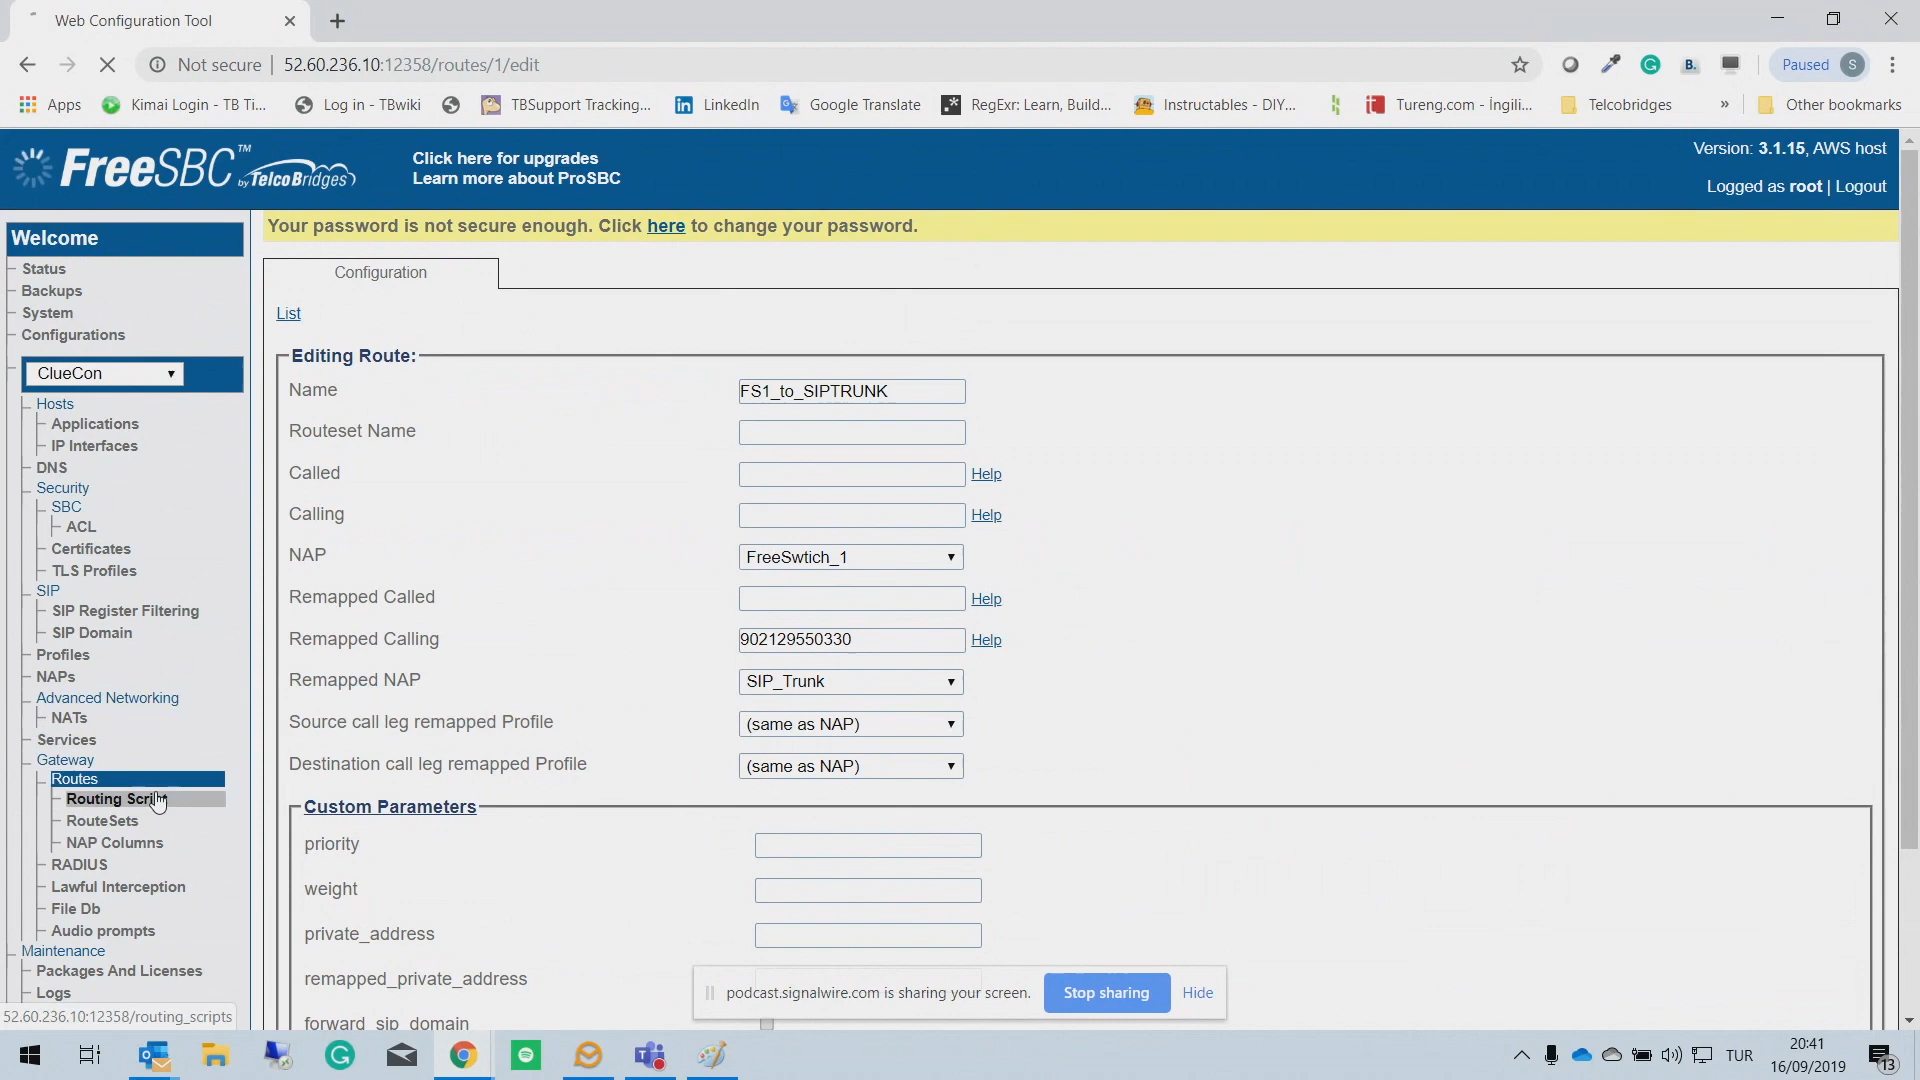 Web Configuration Tool
Not secure | 52.60.236.10:12358/routes/1/edit
Paused S
Apps
Kimai Login - TB Ti...
Log in - TBwiki
TBSupport Tracking...
LinkedIn
Google Translate
RegExr: Learn, Build...
Instructables - DIY...
Tureng.com - İngili...
Telcobridges
»
Other bookmarks
FreeSBC™ by TelcoBridges
Click here for upgrades
Learn more about ProSBC
Version: 3.1.15, AWS host
Logged as root | Logout
Your password is not secure enough. Click here to change your password.
Welcome
Status
Backups
System
Configurations
ClueCon
Hosts
Applications
IP Interfaces
DNS
Security
SBC
ACL
Certificates
TLS Profiles
SIP
SIP Register Filtering
SIP Domain
Profiles
NAPs
Advanced Networking
NATs
Services
Gateway
Routes
Routing Script
RouteSets
NAP Columns
RADIUS
Lawful Interception
File Db
Audio prompts
Maintenance
Packages And Licenses
Logs
52.60.236.10:12358/routing_scripts
Configuration
List
Editing Route:
Name FS1_to_SIPTRUNK
Routeset Name
Called Help
Calling Help
NAP FreeSwtich_1
Remapped Called Help
Remapped Calling 902129550330 Help
Remapped NAP SIP_Trunk
Source call leg remapped Profile (same as NAP)
Destination call leg remapped Profile (same as NAP)
Custom Parameters
priority
weight
private_address
remapped_private_address
forward_sip_domain
podcast.signalwire.com is sharing your screen. Stop sharing Hide
TUR
20:41
16/09/2019
13